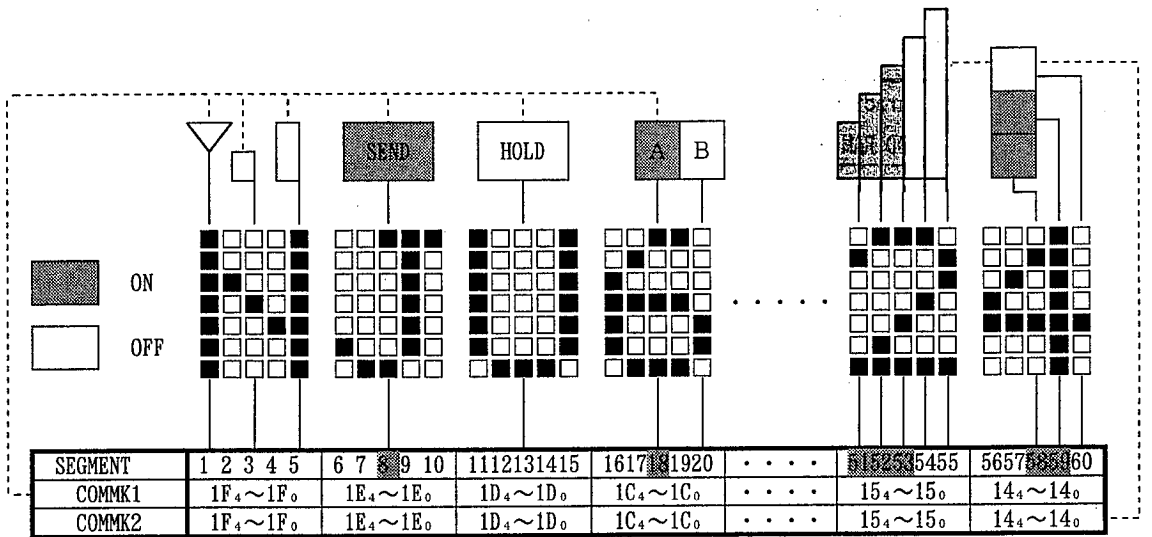 SEND
HOLD
A B
ON
OFF
SEGMENT 1 2 3 4 5 6 7 8 9 10 1112131415 1617181920 · · · · 5152535455 5657585960
COMMK1 1F₄～1F₀ 1E₄～1E₀ 1D₄～1D₀ 1C₄～1C₀ · · · · 15₄～15₀ 14₄～14₀
COMMK2 1F₄～1F₀ 1E₄～1E₀ 1D₄～1D₀ 1C₄～1C₀ · · · · 15₄～15₀ 14₄～14₀